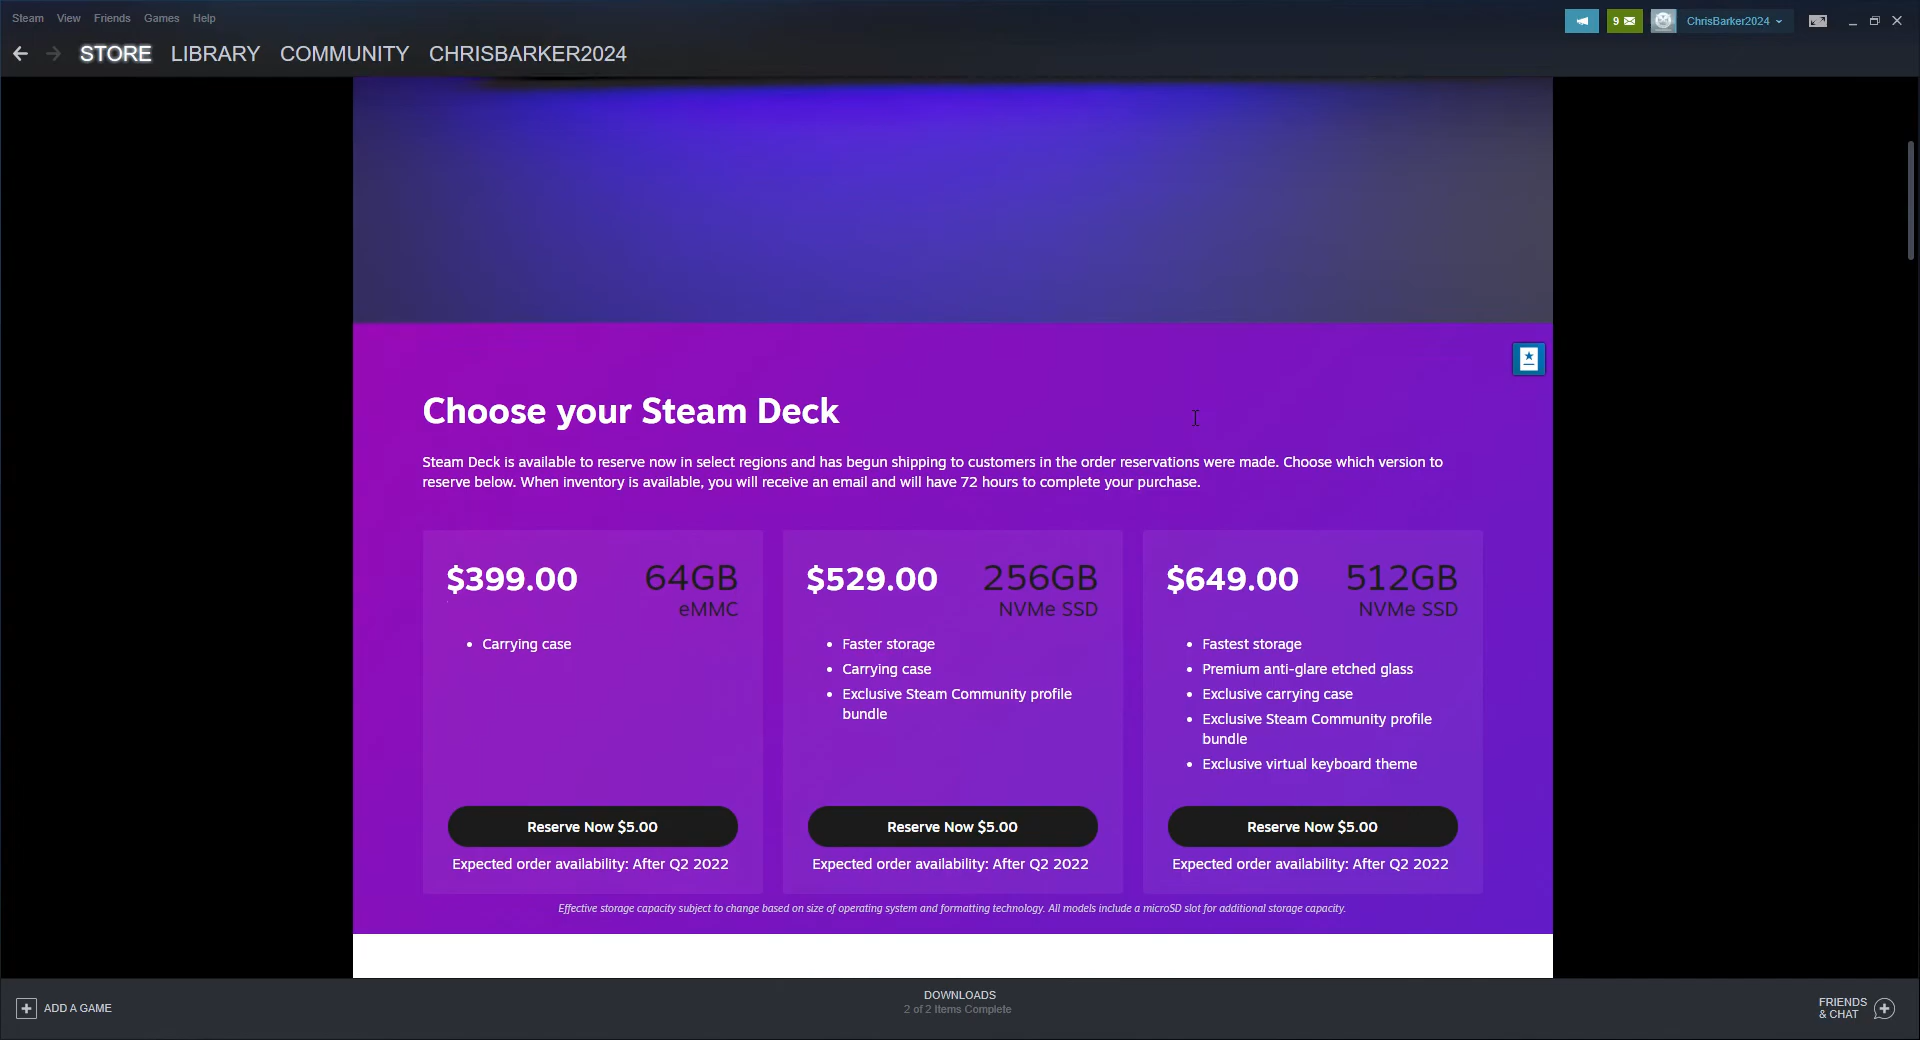 Steam View Friends Games Help
9
ChrisBarker2024
STORE LIBRARY COMMUNITY CHRISBARKER2024
Choose your Steam Deck
Steam Deck is available to reserve now in select regions and has begun shipping to customers in the order reservations were made. Choose which version to
reserve below. When inventory is available, you will receive an email and will have 72 hours to complete your purchase.
$399.00
64GB
eMMC
• Carrying case
Reserve Now $5.00
Expected order availability: After Q2 2022
$529.00
256GB
NVMe SSD
• Faster storage
• Carrying case
• Exclusive Steam Community profile
bundle
Reserve Now $5.00
Expected order availability: After Q2 2022
$649.00
512GB
NVMe SSD
• Fastest storage
• Premium anti-glare etched glass
• Exclusive carrying case
• Exclusive Steam Community profile
bundle
• Exclusive virtual keyboard theme
Reserve Now $5.00
Expected order availability: After Q2 2022
Effective storage capacity subject to change based on size of operating system and formatting technology. All models include a microSD slot for additional storage capacity.
ADD A GAME
DOWNLOADS
2 of 2 Items Complete
FRIENDS
& CHAT